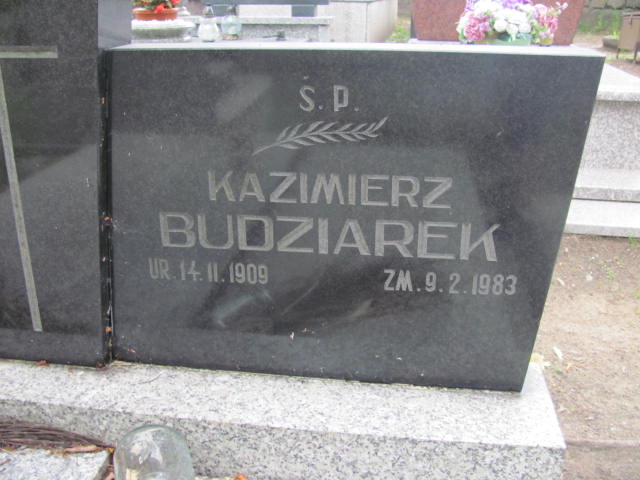 Ś.P.
KAZIMIERZ
BUDZIAREK
UR.14.11.1909 ZM.9.2.1983